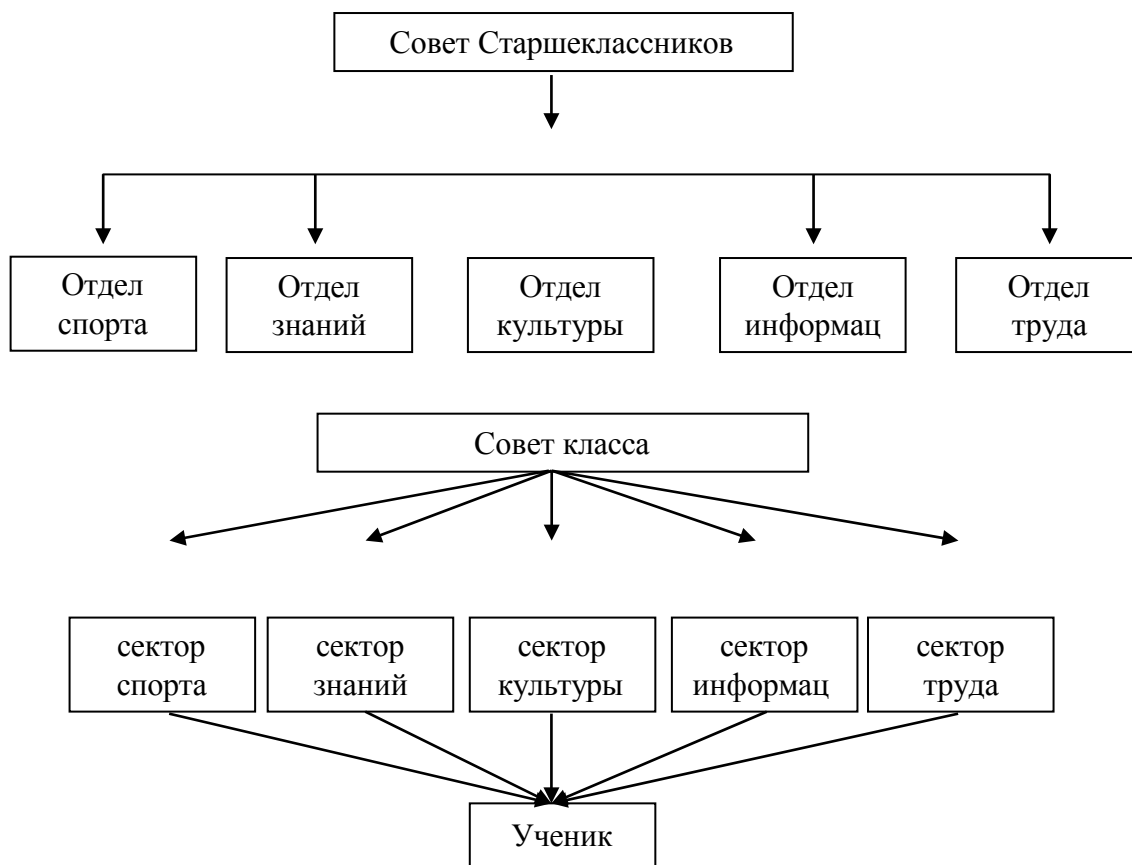 Совет Старшеклассников
Отдел
спорта
Отдел
знаний
Отдел
культуры
Отдел
информац
Отдел
труда
Совет класса
сектор
спорта
сектор
знаний
сектор
культуры
сектор
информац
сектор
труда
Ученик